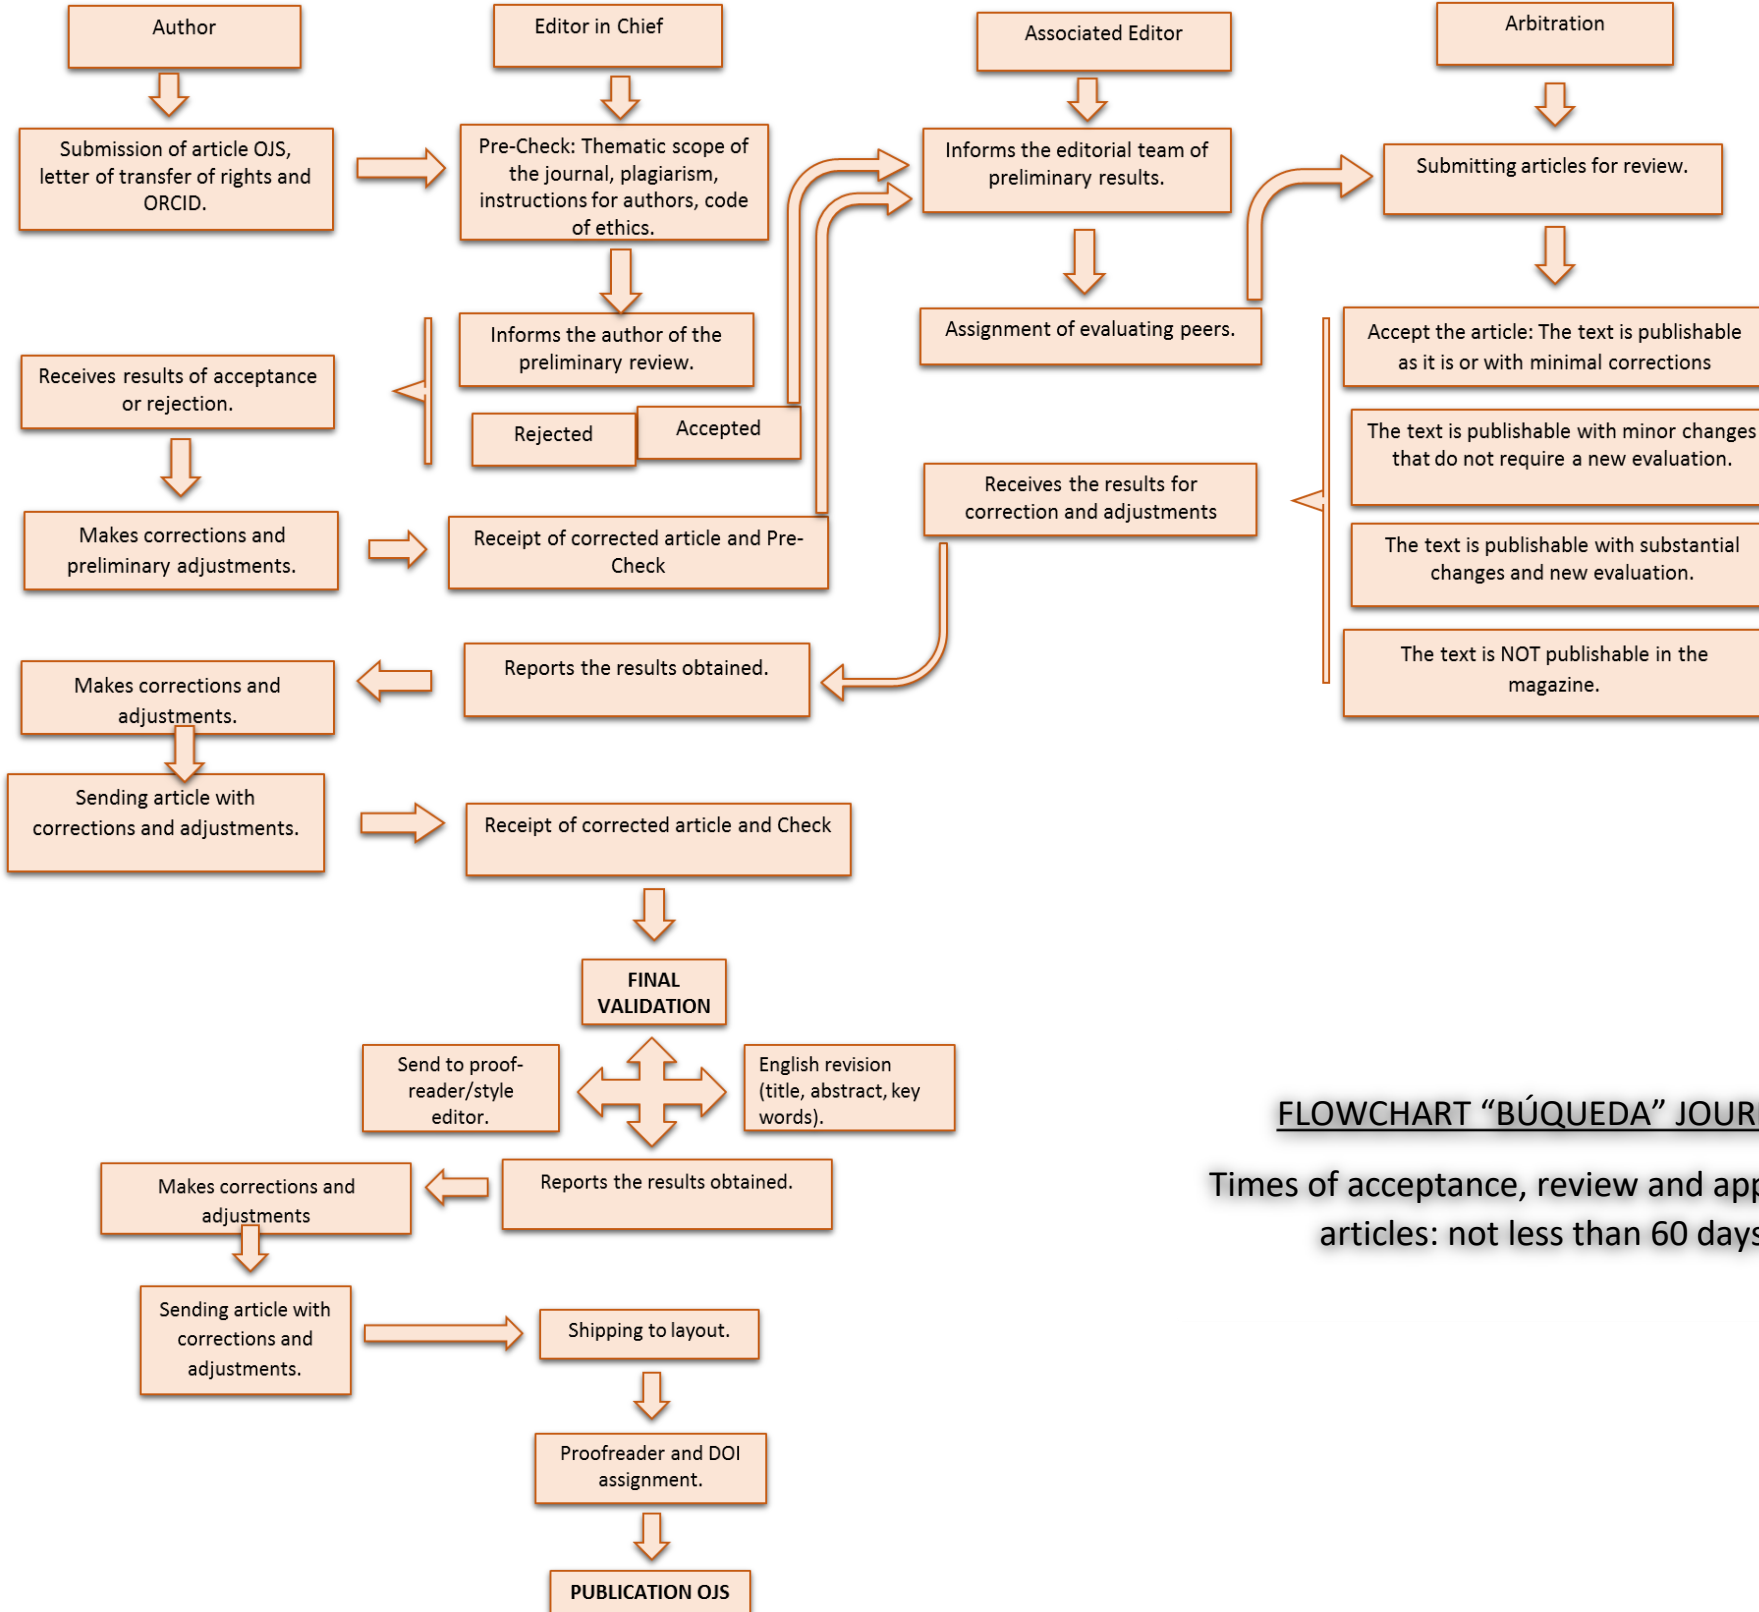 Author
Editor in Chief
Associated Editor
Arbitration
Submission of article OJS,
letter of transfer of rights and
ORCID.
Pre-Check: Thematic scope of
the journal, plagiarism,
instructions for authors, code
of ethics.
Informs the editorial team of
preliminary results.
Submitting articles for review.
Informs the author of the
preliminary review.
Rejected
Accepted
Assignment of evaluating peers.
Accept the article: The text is publishable
as it is or with minimal corrections
Receives results of acceptance
or rejection.
The text is publishable with minor changes
that do not require a new evaluation.
Receives the results for
correction and adjustments
Makes corrections and
preliminary adjustments.
Receipt of corrected article and Pre-
Check
The text is publishable with substantial
changes and new evaluation.
The text is NOT publishable in the
magazine.
Reports the results obtained.
Makes corrections and
adjustments.
Sending article with
corrections and adjustments.
Receipt of corrected article and Check
FINAL
VALIDATION
Send to proof-
reader/style
editor.
English revision
(title, abstract, key
words).
Reports the results obtained.
Makes corrections and
adjustments
Sending article with
corrections and
adjustments.
Shipping to layout.
Proofreader and DOI
assignment.
PUBLICATION OJS
FLOWCHART “BÚQUEDA”
Times of acceptance, review and
articles: not less than 60 days